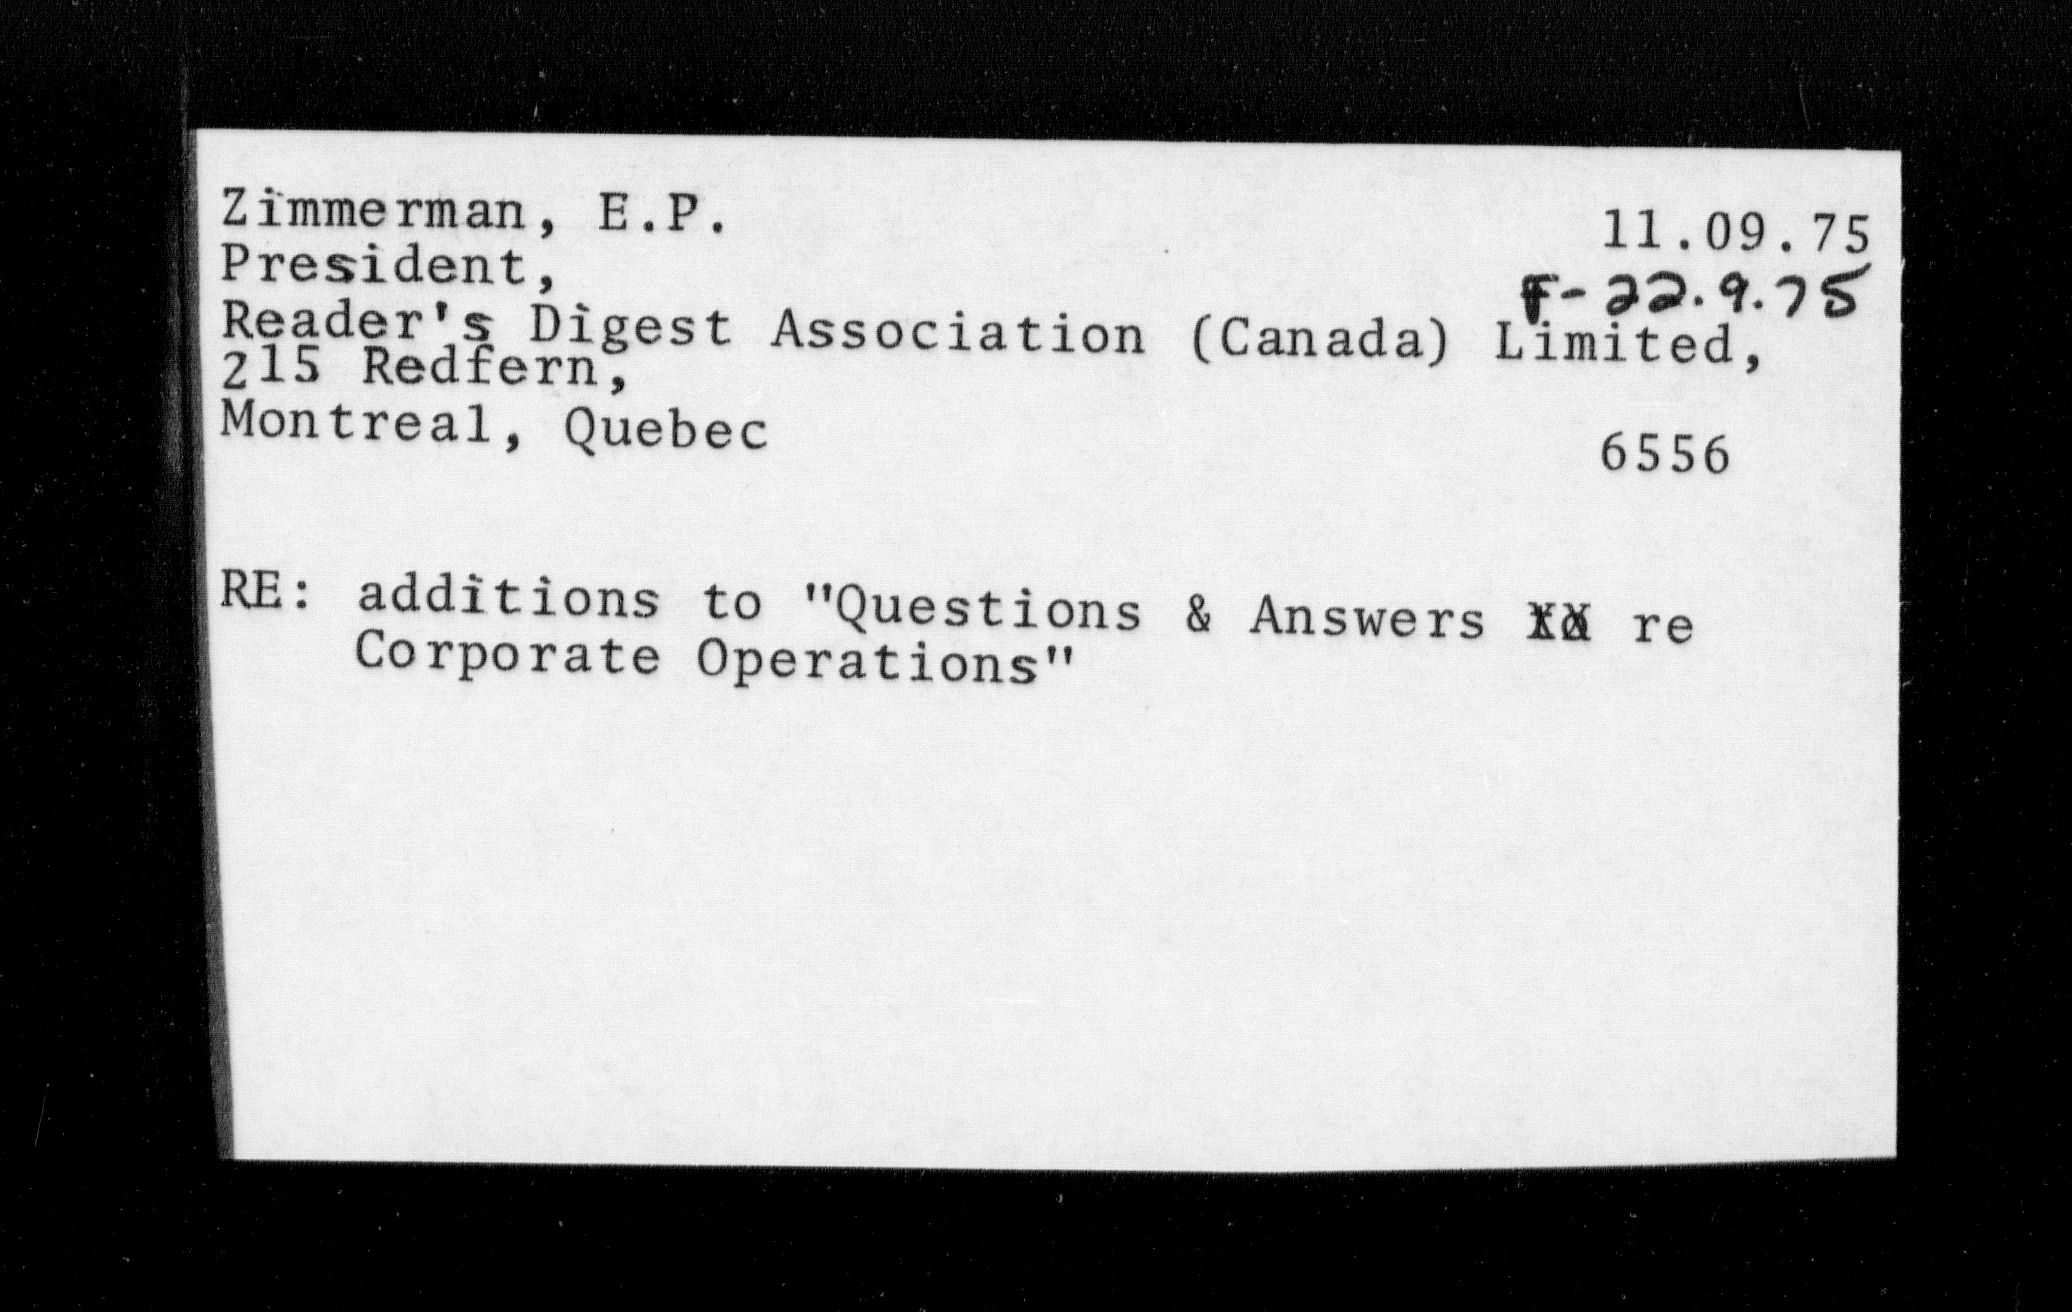 Zimmerman, E.P. 11.09.75
President,
F-22.9.75
Reader's Digest Association (Canada) Limited,
215 Redfern,
Montreal, Quebec
6556
RE: additions to "Questions & Answers re
Corporate Operations"